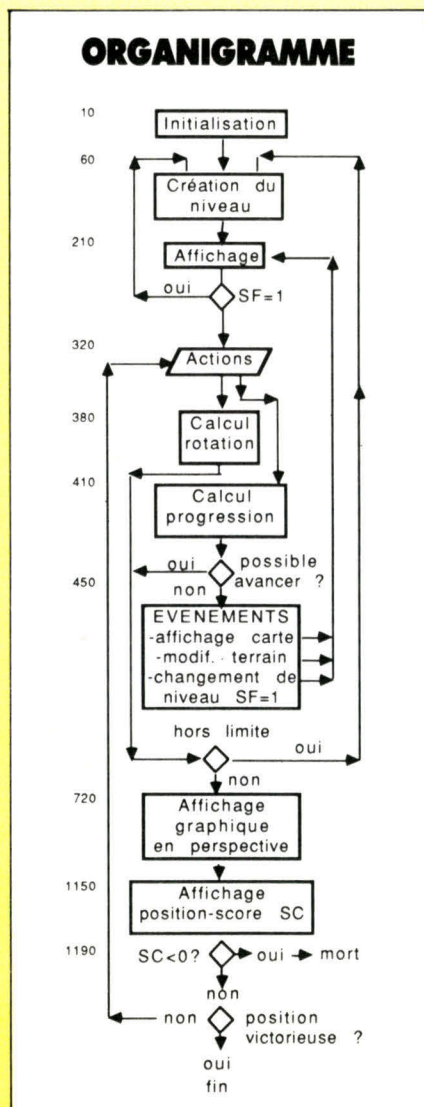 ORGANIGRAMME
10
Initialisation
60
Création du
niveau
210
Affichage
oui
SF=1
320
Actions
380
Calcul
rotation
410
Calcul
progression
450
oui
possible
non
avancer ?
EVENEMENTS
-affichage carte
-modif. terrain
-changement de
niveau SF=1
hors limite
oui
non
720
Affichage
graphique
en perspective
1150
Affichage
position-score SC
1190
SC<0?
oui
mort
non
non
position
victorieuse ?
oui
fin